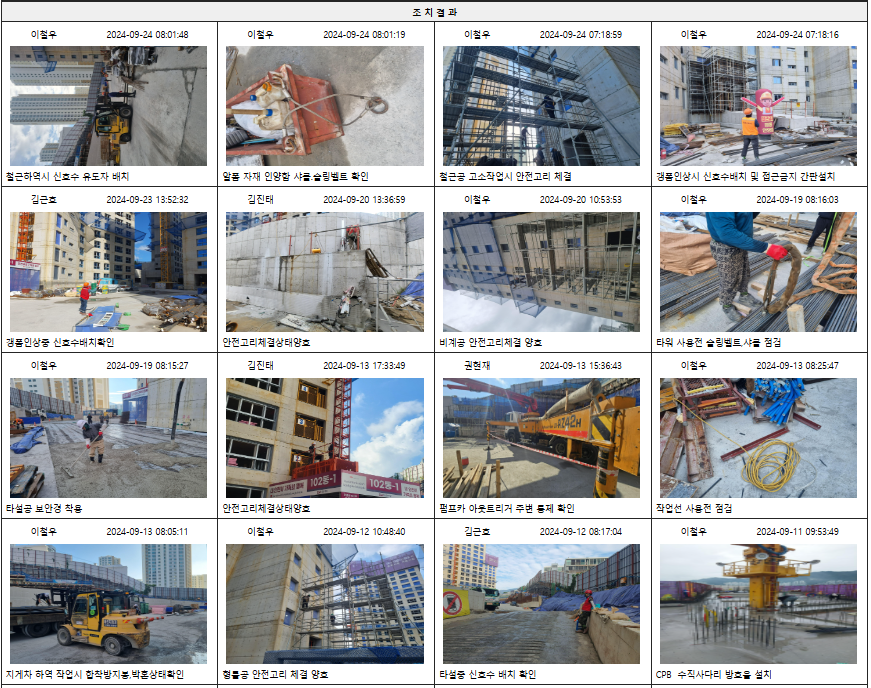 조 치 결 과
이철우 2024-09-24 08:01:48
이철우 2024-09-24 08:01:19
이철우 2024-09-24 07:18:59
이철우 2024-09-24 07:18:16
철근하역시 신호수 유도자 배치
알폼 자재 인양함 샤클.슬링벨트 확인
철근공 고소작업시 안전고리 체결
갱폼인상시 신호수배치 및 접근금지 간판설치
김근호 2024-09-23 13:52:32
김진태 2024-09-20 13:36:59
이철우 2024-09-20 10:53:53
이철우 2024-09-19 08:16:03
갱폼인상중 신호수배치확인
안전고리체결상태양호
비계공 안전고리체결 양호
타워 사용전 슬링벨트,샤클 점검
이철우 2024-09-19 08:15:27
김진태 2024-09-13 17:33:49
권현재 2024-09-13 15:36:43
이철우 2024-09-13 08:25:47
102동-1
102동-1
타설공 보안경 착용
안전고리체결상태양호
펌프카 아웃트리거 주변 통제 확인
작업선 사용전 점검
이철우 2024-09-13 08:05:11
이철우 2024-09-12 10:48:40
김근호 2024-09-12 08:17:04
이철우 2024-09-11 09:53:49
지게차 하역 작업시 협착방지봉.박훈상태확인
형틀공 안전고리 체결 양호
타설중 신호수 배치 확인
CPB 수직사다리 방호울 설치